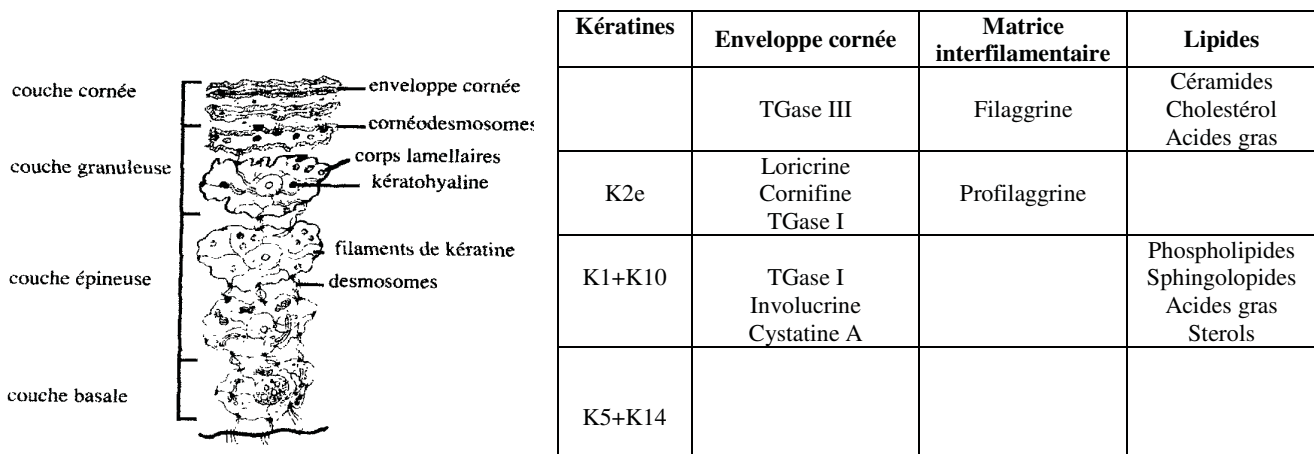 couche cornée
couche granuleuse
couche épineuse
couche basale
enveloppe cornée
cornéodesmosomes
corps lamellaires
kératohyaline
filaments de kératine
desmosomes
Kératines
Enveloppe cornée
Matrice
interfilamentaire
Lipides
TGase III
Filaggrine
Céramides
Cholestérol
Acides gras
K2e
Loricrine
Cornifine
TGase I
Profilaggrine
K1+K10
TGase I
Involucrine
Cystatine A
Phospholipides
Sphingolopides
Acides gras
Sterols
K5+K14